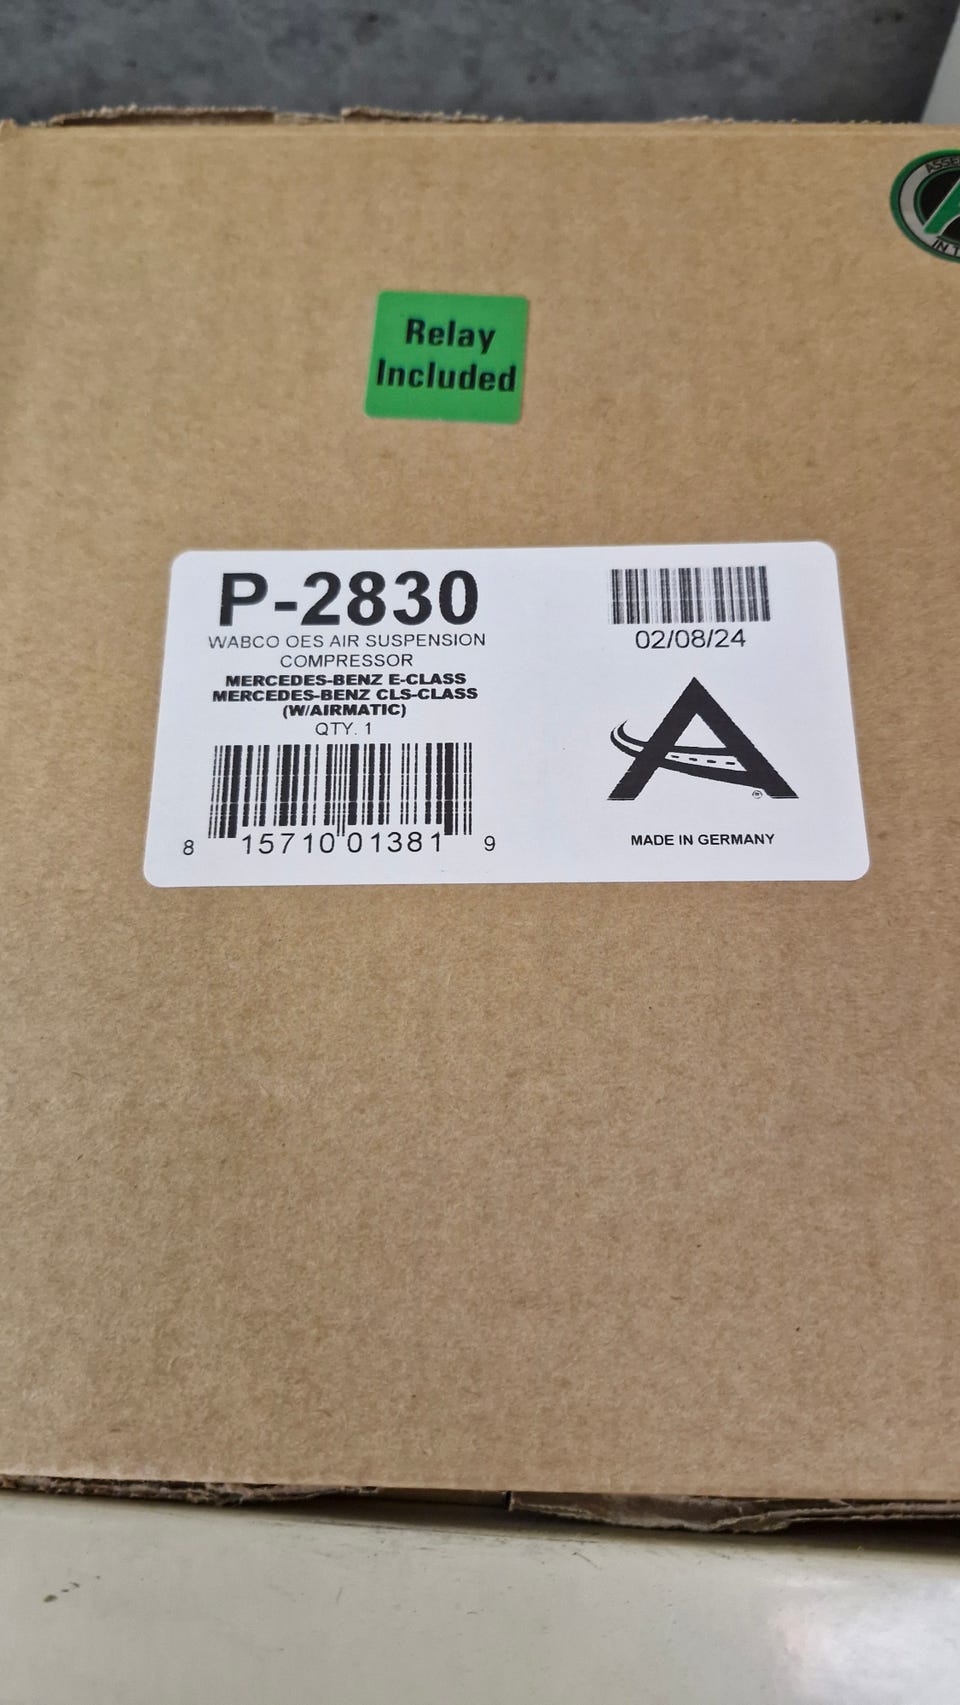 Relay
Included
P-2830
WABCO OES AIR SUSPENSION
COMPRESSOR
MERCEDES-BENZ E-CLASS
MERCEDES-BENZ CLS-CLASS
(W/AIRMATIC)
QTY. 1
8 15710 01381 9
02/08/24
A
®
MADE IN GERMANY
IN T